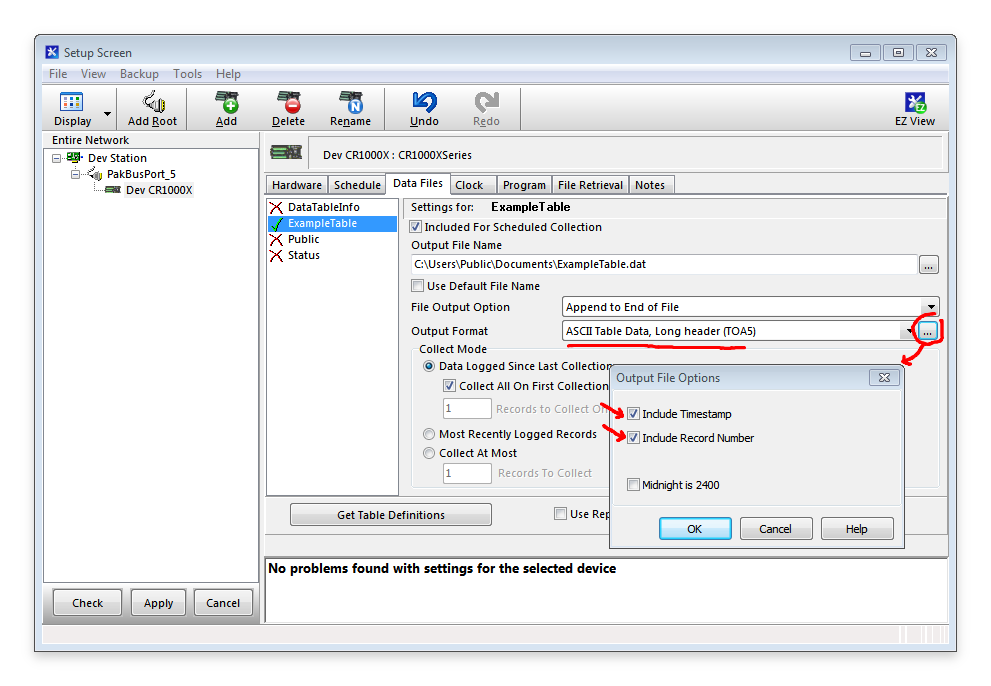 Setup Screen
File View Backup Tools Help
Display Add Root Add Delete Rename Undo Redo EZ View
Entire Network
Dev Station
PakBusPort_5
Dev CR1000X
Dev CR1000X : CR1000XSeries
Hardware Schedule Data Files Clock Program File Retrieval Notes
DataTableInfo
ExampleTable
Public
Status
Settings for: ExampleTable
Included For Scheduled Collection
Output File Name
C:\Users\Public\Documents\ExampleTable.dat
...
Use Default File Name
File Output Option Append to End of File
Output Format ASCII Table Data, Long header (TOA5) ...
Collect Mode
Data Logged Since Last Collection
Collect All On First Collection
1 Records to Collect On
Most Recently Logged Records
Collect At Most
1 Records To Collect
Get Table Definitions
Use Rep
Output File Options
Include Timestamp
Include Record Number
Midnight is 2400
OK Cancel Help
No problems found with settings for the selected device
Check Apply Cancel